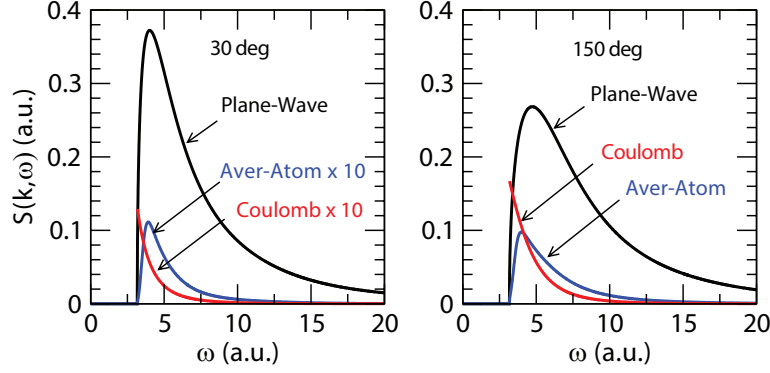 0.4
0.3
0.2
0.1
0
S(k,ω) (a.u.)
30 deg
Plane-Wave
Aver-Atom x 10
Coulomb x 10
0 5 10 15 20
ω (a.u.)
0.4
0.3
0.2
0.1
0
150 deg
Plane-Wave
Coulomb
Aver-Atom
0 5 10 15 20
ω (a.u.)